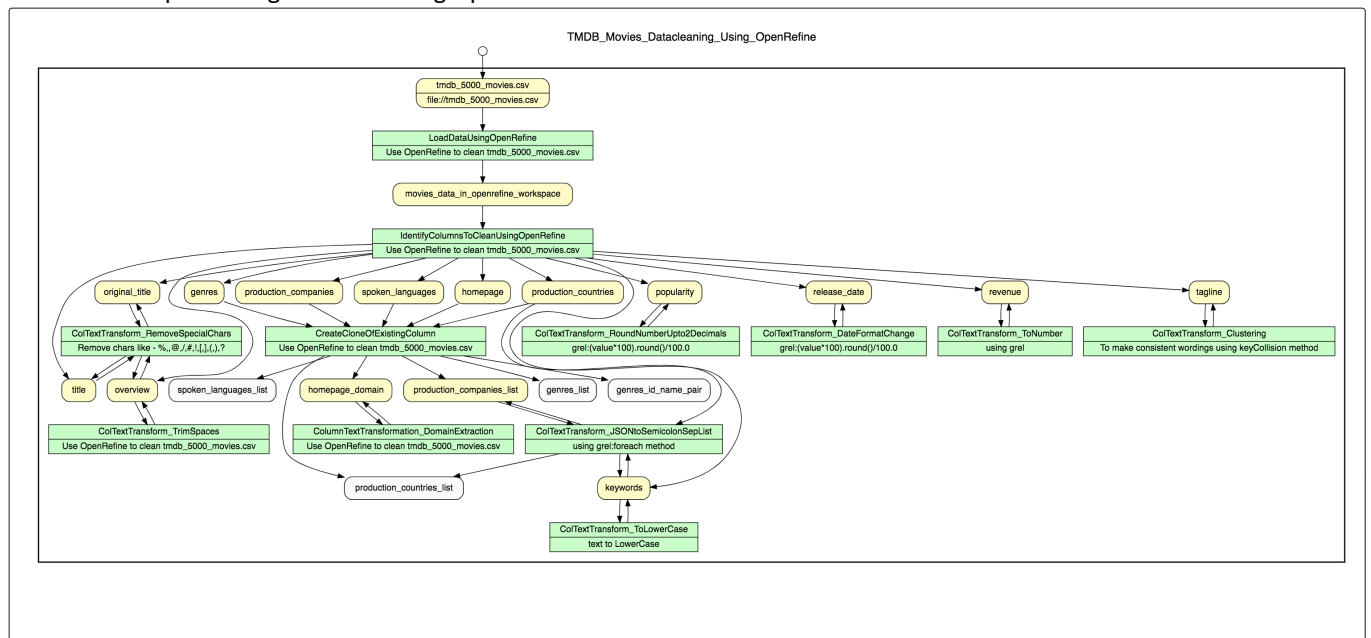 TMDB_Movies_Datacleaning_Using_OpenRefine
tmdb_5000_movies.csv
file://tmdb_5000_movies.csv
LoadDataUsingOpenRefine
Use OpenRefine to clean tmdb_5000_movies.csv
movies_data_in_openrefine_workspace
IdentifyColumnsToCleanUsingOpenRefine
Use OpenRefine to clean tmdb_5000_movies.csv
original_title
genres
production_companies
spoken_languages
homepage
production_countries
popularity
release_date
revenue
tagline
ColTextTransform_RemoveSpecialChars
Remove chars like - %,,@,/,#,!,[,],(,),?
CreateCloneOfExistingColumn
Use OpenRefine to clean tmdb_5000_movies.csv
ColTextTransform_RoundNumberUpto2Decimals
grel:(value*100).round()/100.0
ColTextTransform_DateFormatChange
grel:(value*100).round()/100.0
ColTextTransform_ToNumber
using grel
ColTextTransform_Clustering
To make consistent wordings using keyCollision method
title
overview
spoken_languages_list
homepage_domain
production_companies_list
genres_list
genres_id_name_pair
ColTextTransform_TrimSpaces
Use OpenRefine to clean tmdb_5000_movies.csv
ColumnTextTransformation_DomainExtraction
Use OpenRefine to clean tmdb_5000_movies.csv
ColTextTransform_JSONtoSemicolonSepList
using grel:foreach method
production_countries_list
keywords
ColTextTransform_ToLowerCase
text to LowerCase